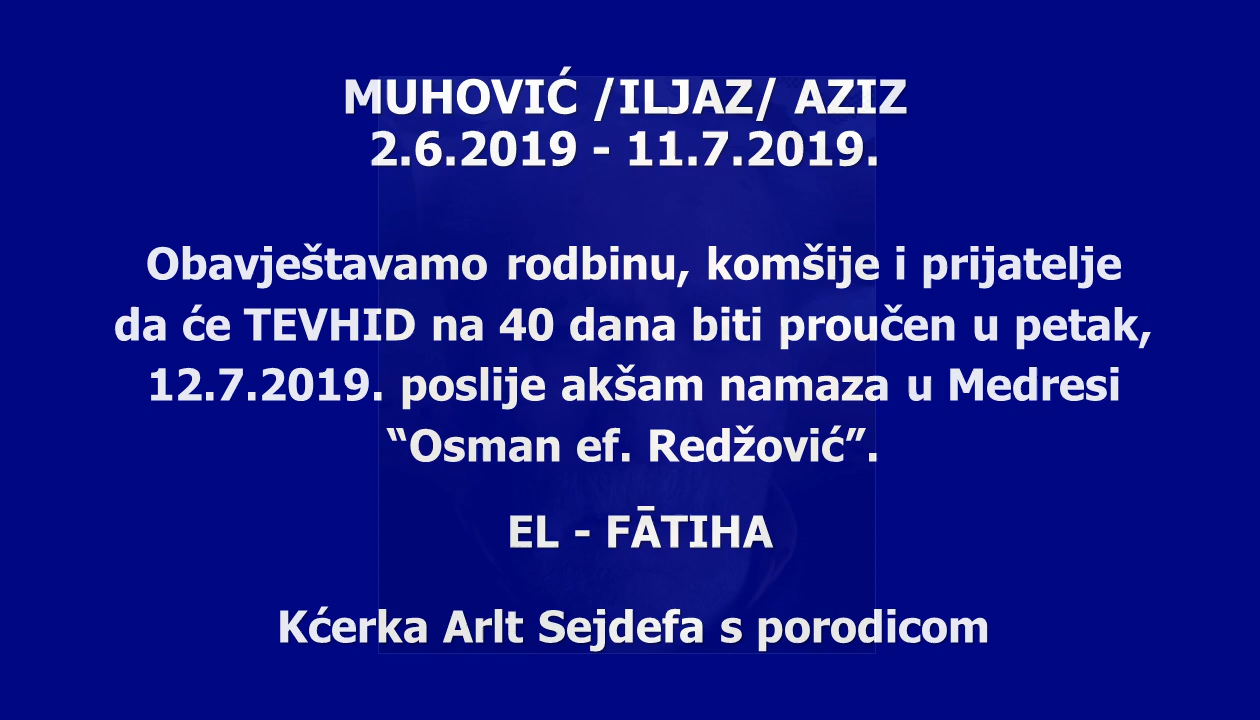 MUHOVIĆ /ILJAZ/ AZIZ
2.6.2019 - 11.7.2019.
Obavještavamo rodbinu, komšije i prijatelje
da će TEVHID na 40 dana biti proučen u petak,
12.7.2019. poslije akšam namaza u Medresi
“Osman ef. Redžović”.
EL - FĀTIHA
Kćerka Arlt Sejdefa s porodicom